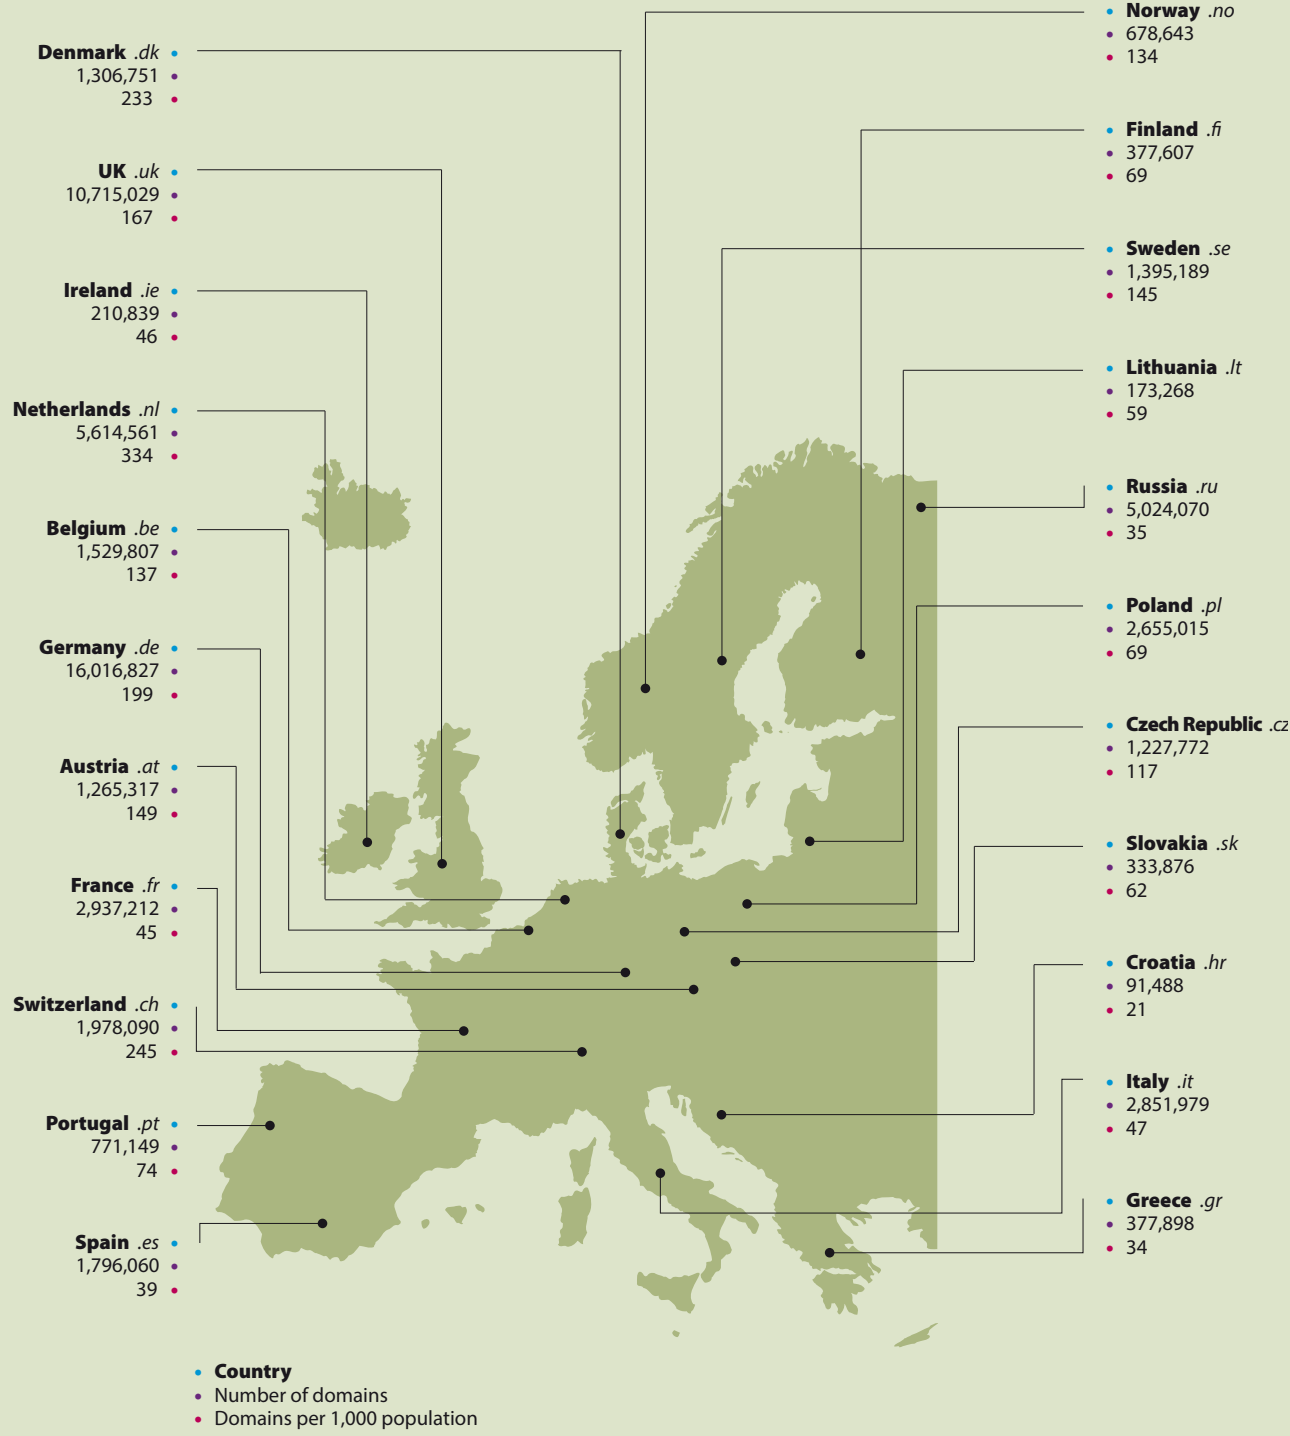 Denmark .dk
1,306,751
233
UK .uk
10,715,029
167
Ireland .ie
210,839
46
Netherlands .nl
5,614,561
334
Belgium .be
1,529,807
137
Germany .de
16,016,827
199
Austria .at
1,265,317
149
France .fr
2,937,212
45
Switzerland .ch
1,978,090
245
Portugal .pt
771,149
74
Spain .es
1,796,060
39
Norway .no
678,643
134
Finland .fi
377,607
69
Sweden .se
1,395,189
145
Lithuania .lt
173,268
59
Russia .ru
5,024,070
35
Poland .pl
2,655,015
69
Czech Republic .cz
1,227,772
117
Slovakia .sk
333,876
62
Croatia .hr
91,488
21
Italy .it
2,851,979
47
Greece .gr
377,898
34
Country
Number of domains
Domains per 1,000 population